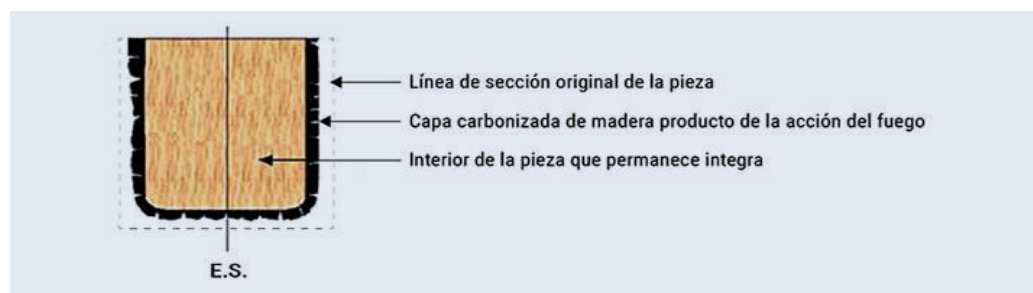 Línea de sección original de la pieza
Capa carbonizada de madera producto de la acción del fuego
Interior de la pieza que permanece integra
E.S.